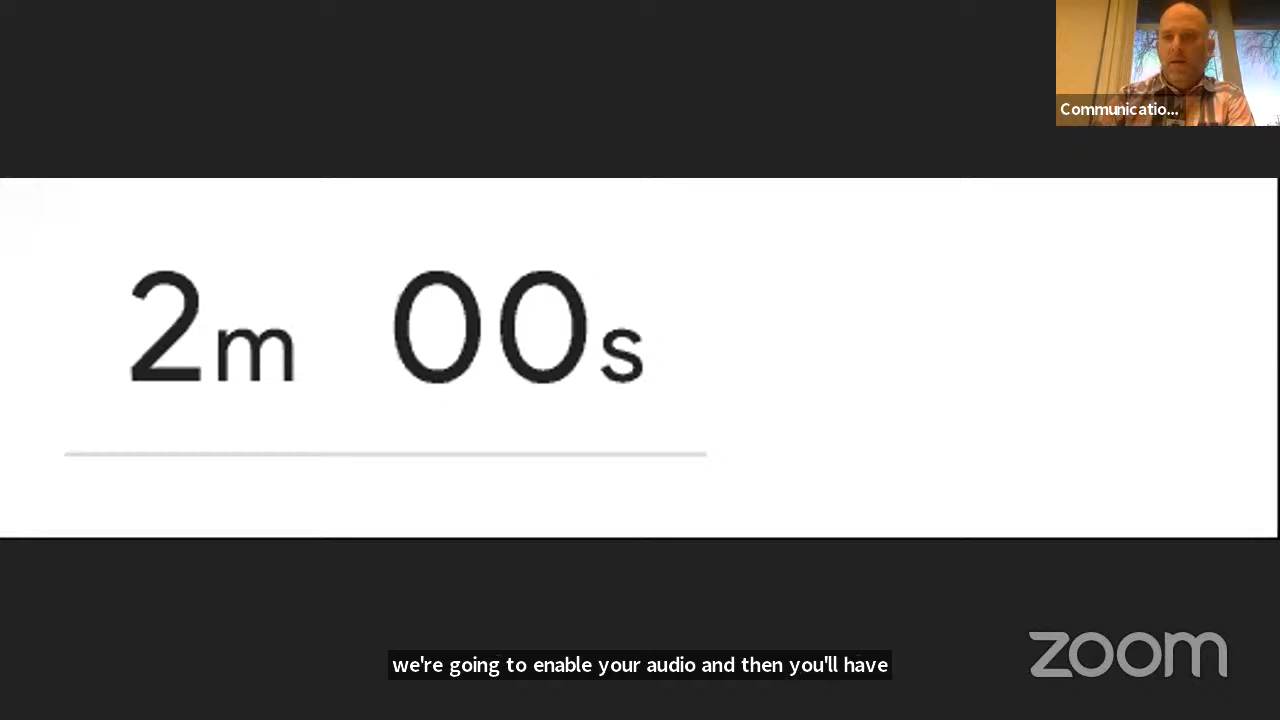 Communicatio...
2m 00s
we're going to enable your audio and then you'll have
zoom